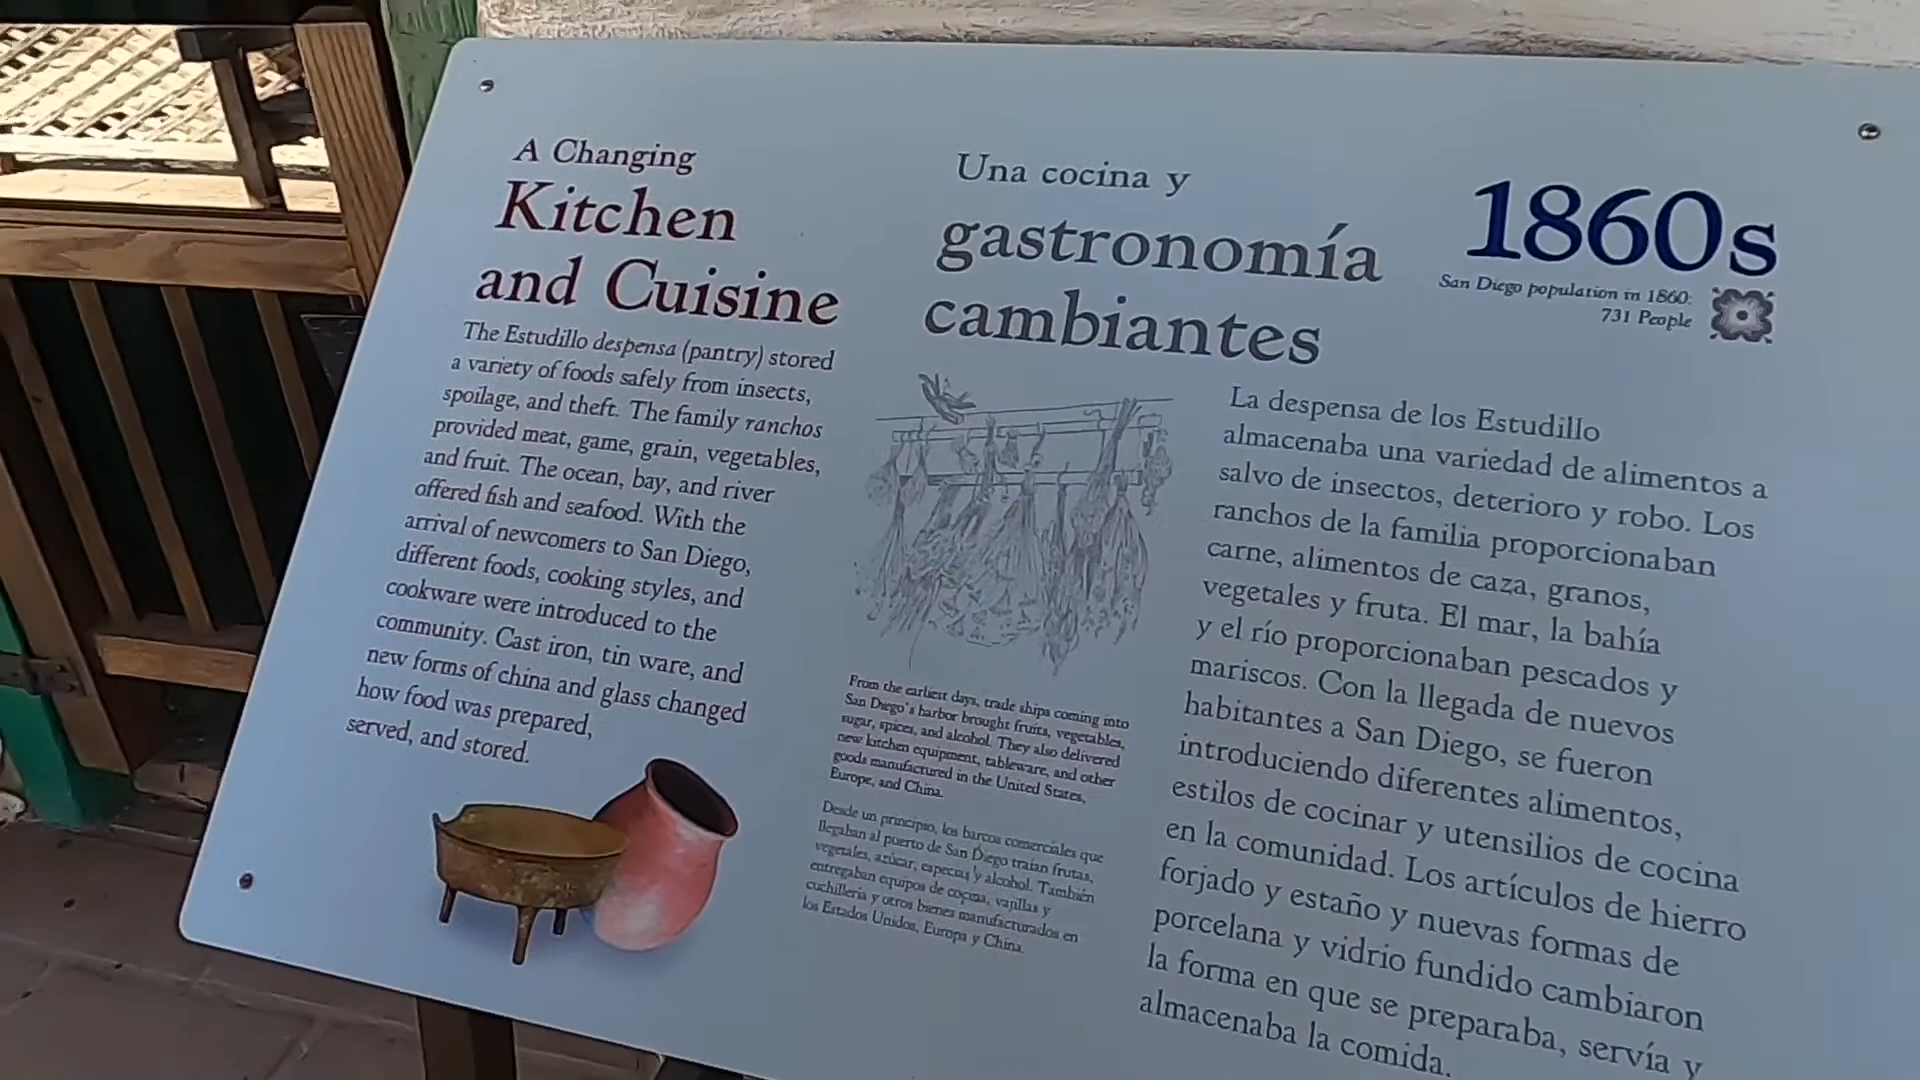 A Changing
Kitchen
and Cuisine
The Estudillo despensa (pantry) stored
a variety of foods safely from insects,
spoilage, and theft. The family ranchos
provided meat, game, grain, vegetables,
and fruit. The ocean, bay, and river
offered fish and seafood. With the
arrival of newcomers to San Diego,
different foods, cooking styles, and
cookware were introduced to the
community. Cast iron, tin ware, and
new forms of china and glass changed
how food was prepared,
served, and stored.
Una cocina y
gastronomía
cambiantes
From the earliest days, trade ships coming into
San Diego's harbor brought fruits, vegetables,
sugar, spices, and alcohol. They also delivered
new kitchen equipment, tableware, and other
goods manufactured in the United States,
Europe, and China.
Desde un principio, los barcos comerciales que
llegaban al puerto de San Diego traían frutas,
vegetales, azúcar, especias y alcohol. También
entregaban equipos de cocina, vajillas y
cuchillería y otros bienes manufacturados en
los Estados Unidos, Europa y China.
1860s
San Diego population in 1860:
731 People
La despensa de los Estudillo
almacenaba una variedad de alimentos a
salvo de insectos, deterioro y robo. Los
ranchos de la familia proporcionaban
carne, alimentos de caza, granos,
vegetales y fruta. El mar, la bahía
y el río proporcionaban pescados y
mariscos. Con la llegada de nuevos
habitantes a San Diego, se fueron
introduciendo diferentes alimentos,
estilos de cocinar y utensilios de cocina
en la comunidad. Los artículos de hierro
forjado y estaño y nuevas formas de
porcelana y vidrio fundido cambiaron
la forma en que se preparaba, servía y
almacenaba la comida.